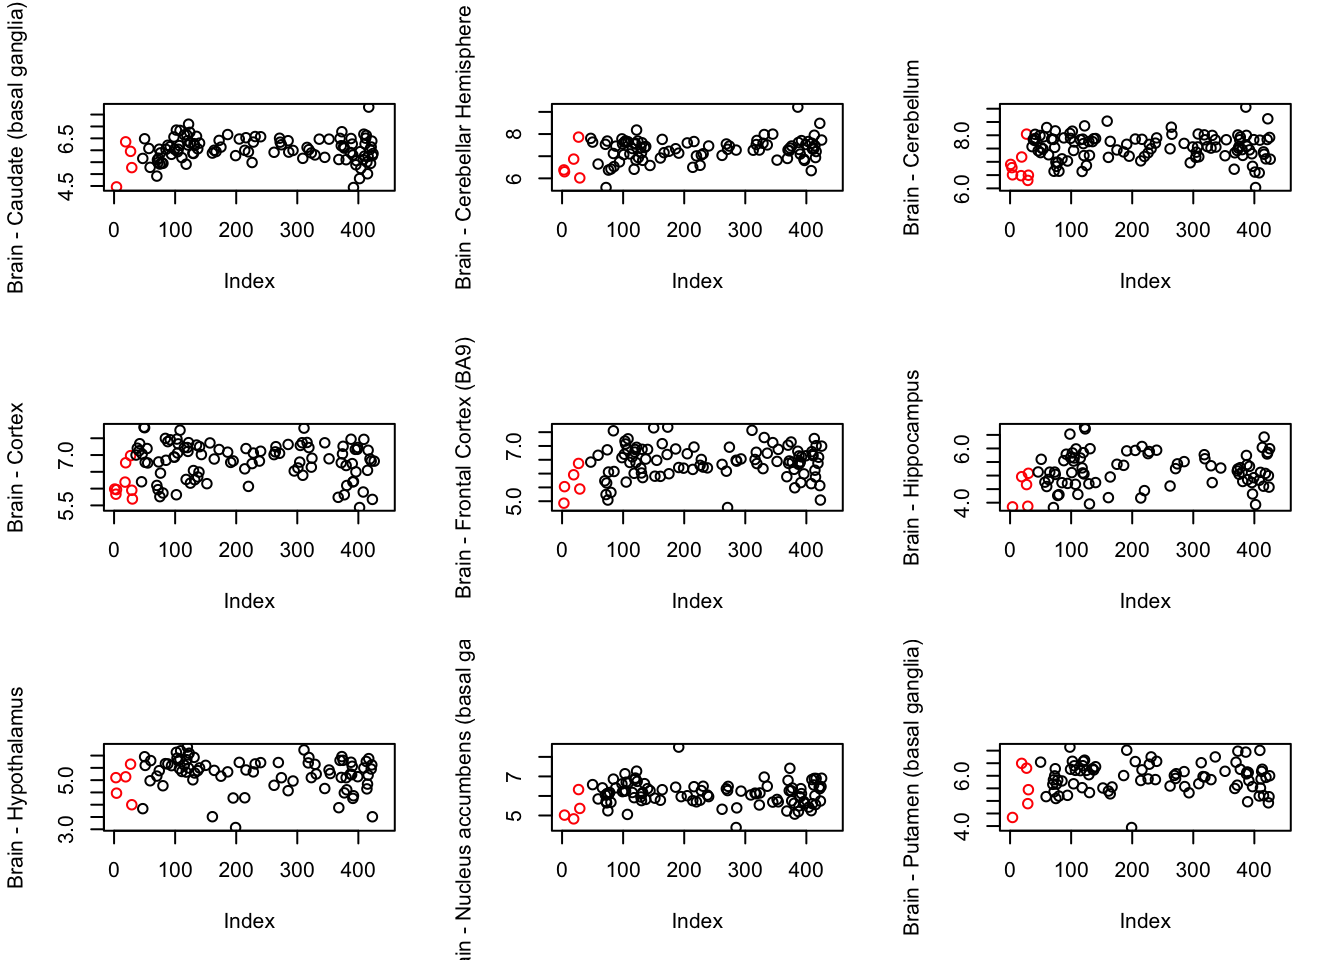 Brain - Caudate (basal ganglia)
4.5 6.5
0 100 200 300 400
Index
Brain - Cerebellar Hemisphere
6 8
0 100 200 300 400
Index
Brain - Cerebellum
6.0 8.0
0 100 200 300 400
Index
Brain - Cortex
5.5 7.0
0 100 200 300 400
Index
Brain - Frontal Cortex (BA9)
5.0 7.0
0 100 200 300 400
Index
Brain - Hippocampus
4.0 6.0
0 100 200 300 400
Index
Brain - Hypothalamus
3.0 5.0
0 100 200 300 400
Index
ain - Nucleus accumbens (basal ga
5 7
0 100 200 300 400
Index
Brain - Putamen (basal ganglia)
4.0 6.0
0 100 200 300 400
Index